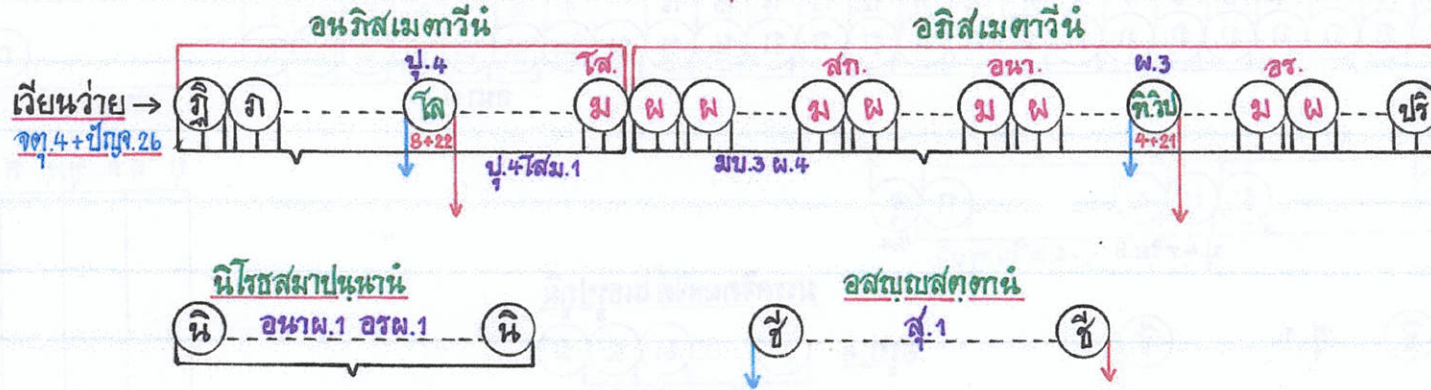 อนภิสเมตาวีนํ อภิสเมตาวีนํ
ปุ.4 โส. สก. อนา. ผ.3 อร.
เวียนว่าย → ฏิ ภ โล ม ผ ผ ม ผ ม ผ ติ.วิป ม ผ ปริ
จตุ.4+ปัญจ.26 8+22 4+21
ปุ.4โสม.1 มบ.3 ผ.4
นิโรธสมาปนฺนานํ อสญฺญสตฺตานํ
นิ อนาผ.1 อรผ.1 นิ ชี สุ.1 ชี